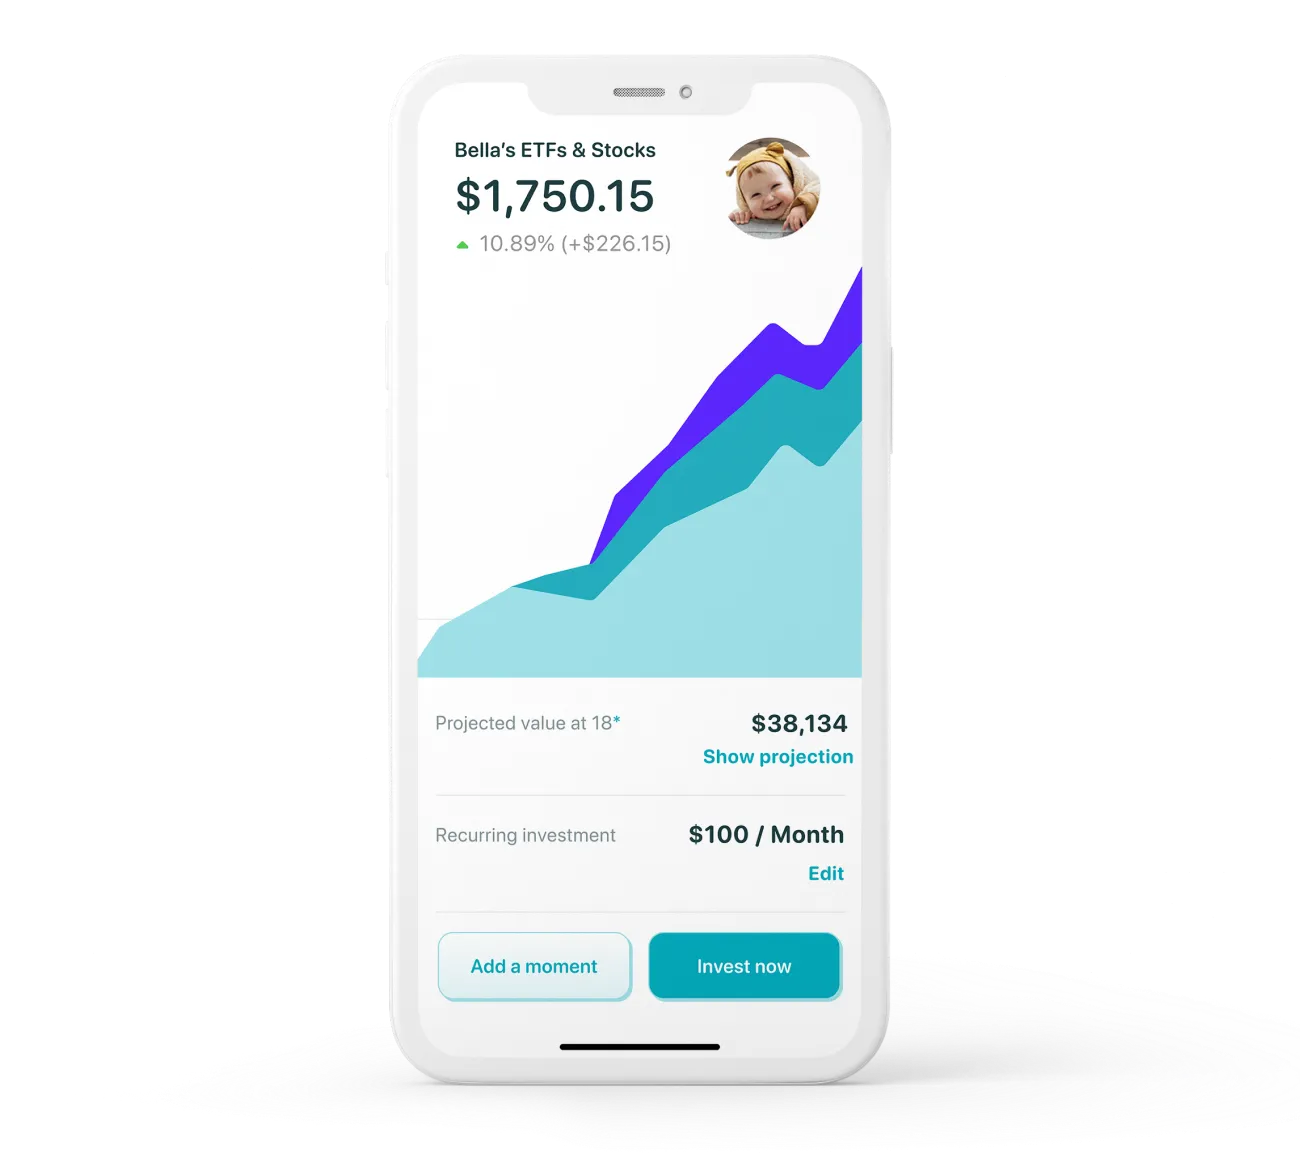 Bella’s ETFs & Stocks
$1,750.15
10.89% (+$226.15)
Projected value at 18* $38,134
Show projection
Recurring investment $100 / Month
Edit
Add a moment Invest now